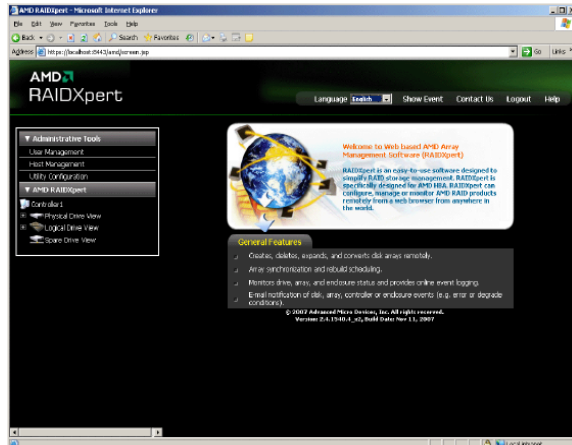 AMD RAIDXpert - Microsoft Internet Explorer
File Edit View Favorites Tools Help
Back Search Favorites
Address https://localhost:8443/amd/screen.jsp Go Links
AMD
RAIDXpert
Language English Show Event Contact Us Logout Help
Administrative Tools
User Management
Host Management
Utility Configuration
AMD RAIDXpert
Controller1
Physical Drive View
Logical Drive View
Spare Drive View
Welcome to Web based AMD Array
Management Software (RAIDXpert)
RAIDXpert is an easy-to-use software designed to
simplify RAID storage management. RAIDXpert is
specifically designed for AMD HBA. RAIDXpert can
configure, manage or monitor AMD RAID products
remotely from a web browser from anywhere in
the world.
General Features
Creates, deletes, expands, and converts disk arrays remotely.
Array synchronization and rebuild scheduling.
Monitors drive, array, and enclosure status and provides online event logging.
E-mail notification of disk, array, controller or enclosure events (e.g. error or degrade
conditions).
© 2007 Advanced Micro Devices, Inc. All rights reserved.
Version: 2.4.1540.4_s2, Build Date: Nov 11, 2007
Local intranet